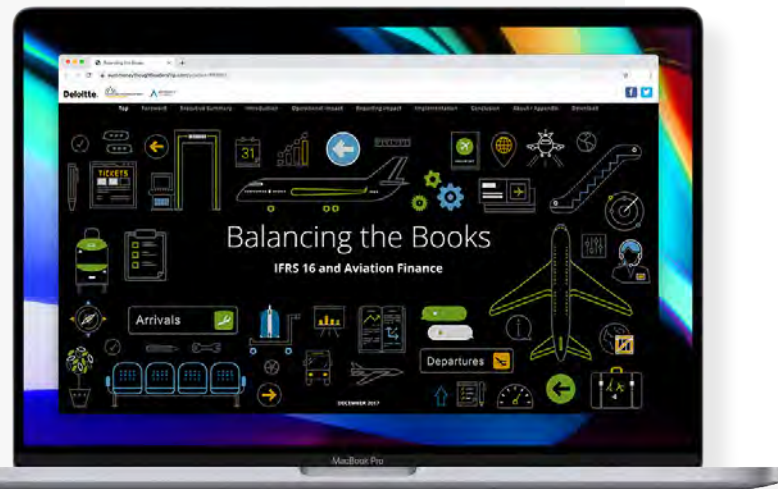 Balancing the Books
Deloitte.
Top Foreword Executive Summary Introduction Operational Impact Reporting Impact Implementation Conclusion About / Appendix Download
31
TICKETS
Balancing the Books
IFRS 16 and Aviation Finance
Arrivals
Departures
DECEMBER 2017
MacBook Pro